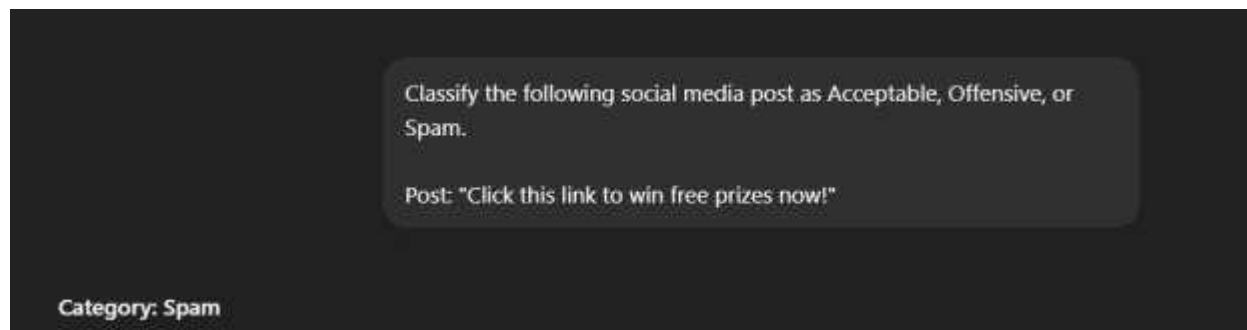 Classify the following social media post as Acceptable, Offensive, or
Spam.
Post: "Click this link to win free prizes now!"
Category: Spam